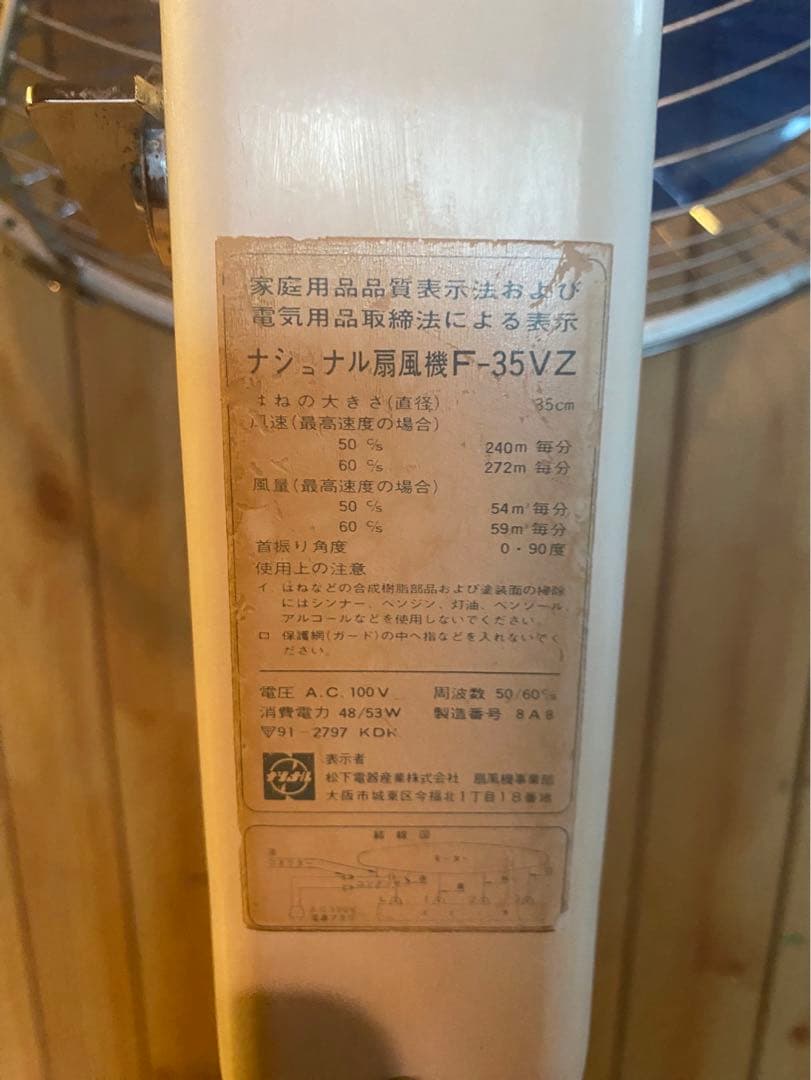 家庭用品品質表示法および
電気用品取締法による表示
ナショナル扇風機F-35VZ
はねの大きさ(直径) 35cm
風速(最高速度の場合)
50 c/s 240m 毎分
60 c/s 272m 毎分
風量(最高速度の場合)
50 c/s 54m³毎分
60 c/s 59m³毎分
首振り角度 0・90度
使用上の注意
イ はねなどの合成樹脂部品および塗装面の掃除
にはシンナー、ベンジン、灯油、ベンゾール、
アルコールなどを使用しないでください。
ロ 保護網(ガード)の中へ指などを入れないでく
ださい。
電圧 A.C. 100V 周波数 50/60c/s
消費電力 48/53W 製造番号 8A8
91-2797 KDK
ナショナル
表示者
松下電器産業株式会社 扇風機事業部
大阪市城東区今福北1丁目18番地
結線図
モーター